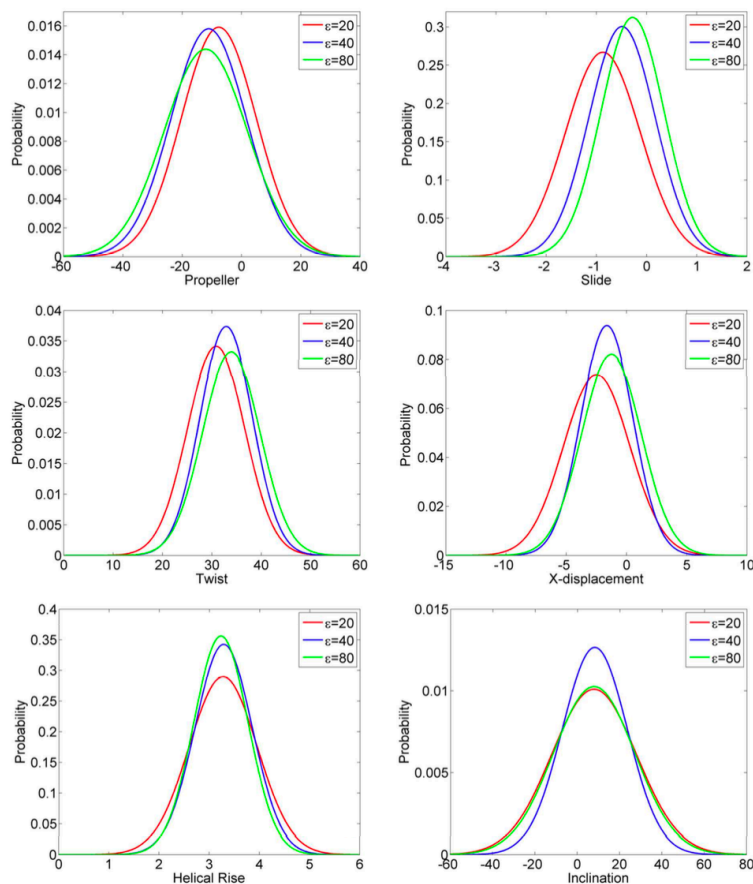 0.016
0.014
0.012
0.01
0.008
0.006
0.004
0.002
0
Probability
-60 -40 -20 0 20 40
Propeller
ε=20
ε=40
ε=80
0.3
0.25
0.2
0.15
0.1
0.05
0
Probability
-4 -3 -2 -1 0 1 2
Slide
ε=20
ε=40
ε=80
0.04
0.035
0.03
0.025
0.02
0.015
0.01
0.005
0
Probability
0 10 20 30 40 50 60
Twist
ε=20
ε=40
ε=80
0.1
0.08
0.06
0.04
0.02
0
Probability
-15 -10 -5 0 5 10
X-displacement
ε=20
ε=40
ε=80
0.4
0.35
0.3
0.25
0.2
0.15
0.1
0.05
0
Probability
0 1 2 3 4 5 6
Helical Rise
ε=20
ε=40
ε=80
0.015
0.01
0.005
0
Probability
-60 -40 -20 0 20 40 60 80
Inclination
ε=20
ε=40
ε=80